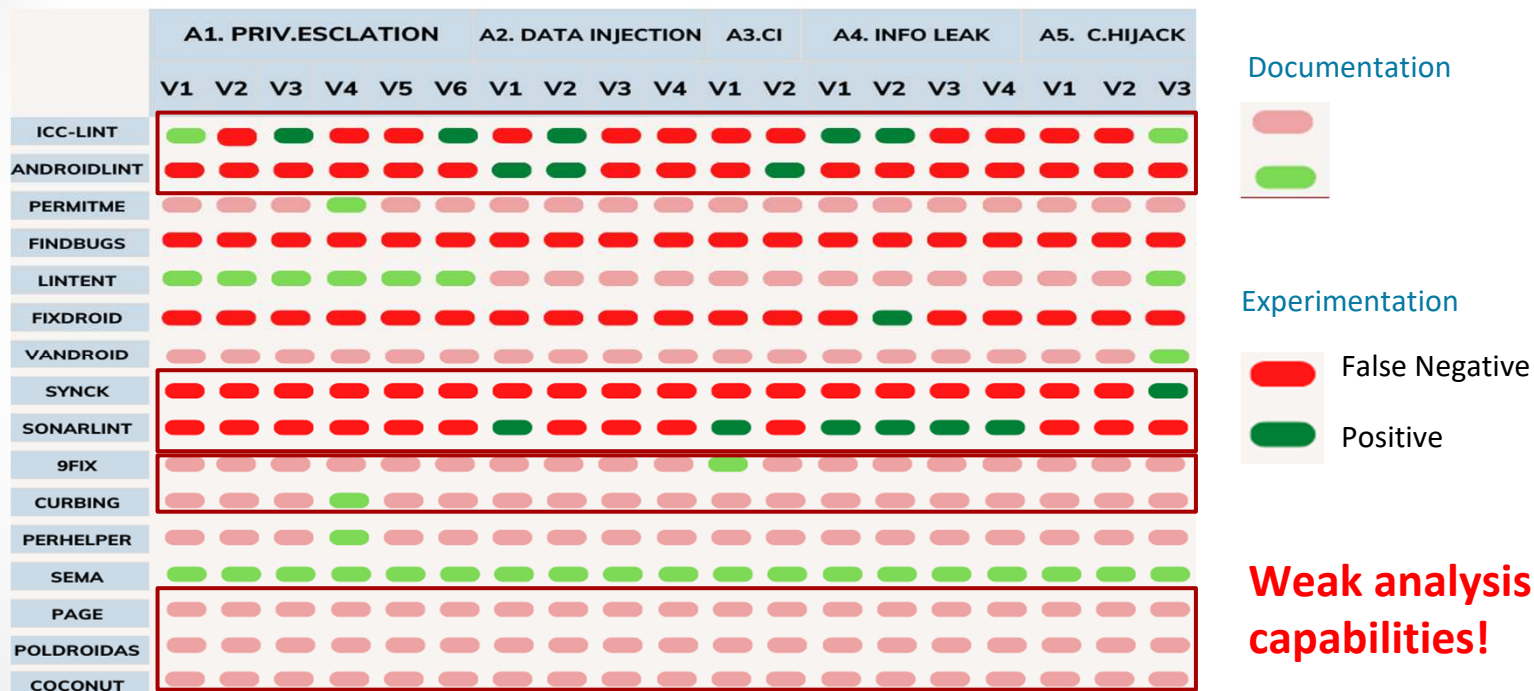 A1. PRIV.ESCLATION A2. DATA INJECTION A3.CI A4. INFO LEAK A5. C.HIJACK
V1 V2 V3 V4 V5 V6 V1 V2 V3 V4 V1 V2 V1 V2 V3 V4 V1 V2 V3
ICC-LINT
ANDROIDLINT
PERMITME
FINDBUGS
LINTENT
FIXDROID
VANDROID
SYNCK
SONARLINT
9FIX
CURBING
PERHELPER
SEMA
PAGE
POLDROIDAS
COCONUT
Documentation
Experimentation
False Negative
Positive
Weak analysis
capabilities!